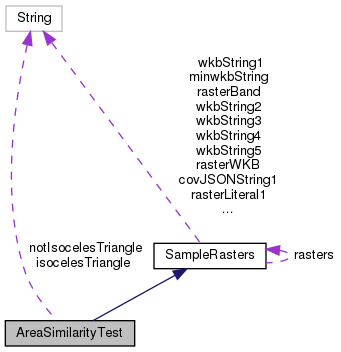 String
wkbString1
minwkbString
rasterBand
wkbString2
wkbString3
wkbString4
wkbString5
rasterWKB
covJSONString1
rasterLiteral1
...
notIsocelesTriangle
isocelesTriangle
SampleRasters
rasters
AreaSimilarityTest